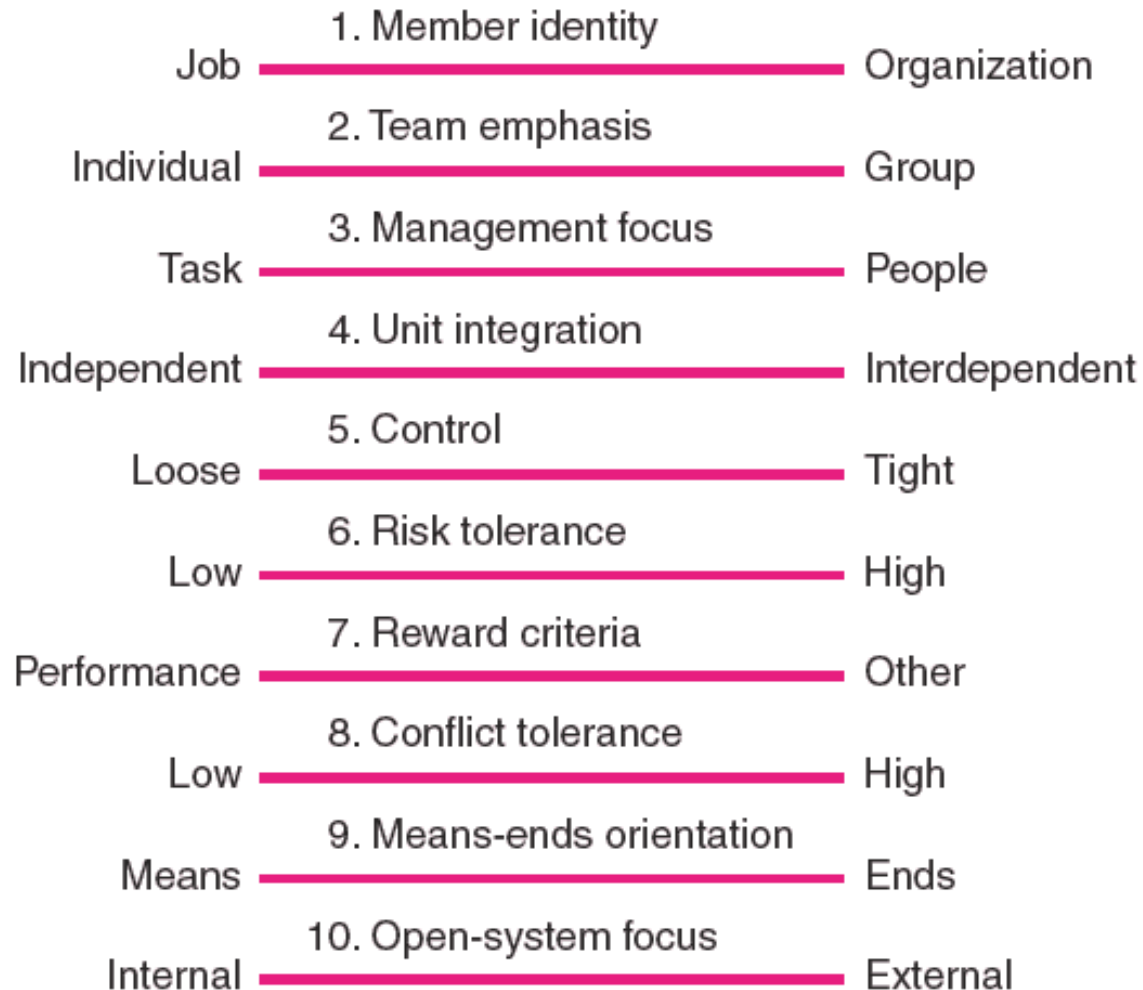 1. Member identity
Job Organization
2. Team emphasis
Individual Group
3. Management focus
Task People
4. Unit integration
Independent Interdependent
5. Control
Loose Tight
6. Risk tolerance
Low High
7. Reward criteria
Performance Other
8. Conflict tolerance
Low High
9. Means-ends orientation
Means Ends
10. Open-system focus
Internal External